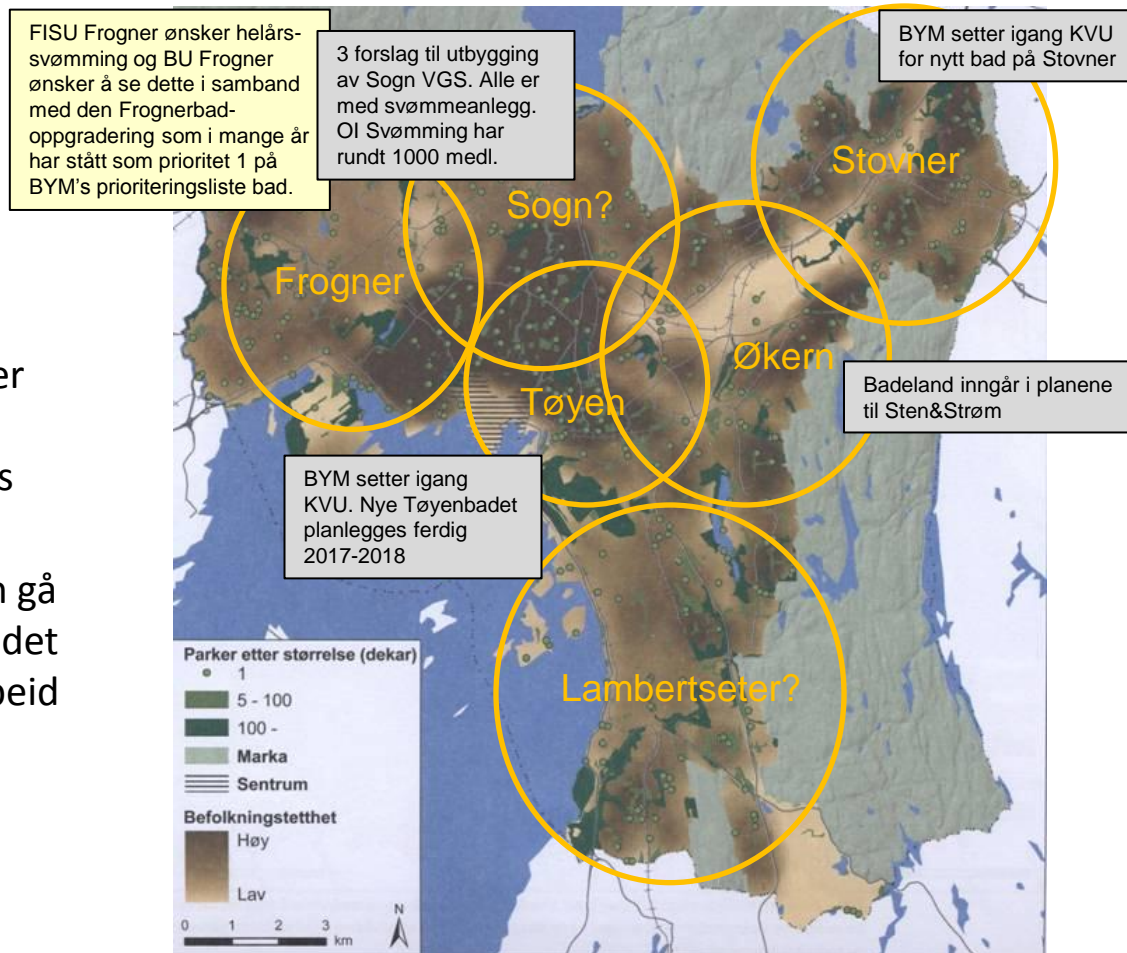 FISU Frogner ønsker helårs-
svømming og BU Frogner
ønsker å se dette i samband
med den Frognerbad-
oppgradering som i mange år
har stått som prioritet 1 på
BYM's prioriteringsliste bad.
3 forslag til utbygging
av Sogn VGS. Alle er
med svømmeanlegg.
OI Svømming har
rundt 1000 medl.
BYM setter igang KVU
for nytt bad på Stovner
Stovner
Sogn?
Frogner
Økern
Tøyen
Badeland inngår i planene
til Sten&Strøm
BYM setter igang
KVU. Nye Tøyenbadet
planlegges ferdig
2017-2018
Lambertseter?
er
s
n gå
det
beid
Parker etter størrelse (dekar)
1
5 - 100
100 -
Marka
Sentrum
Befolkningstetthet
Høy
Lav
0 1 2 3
km
N